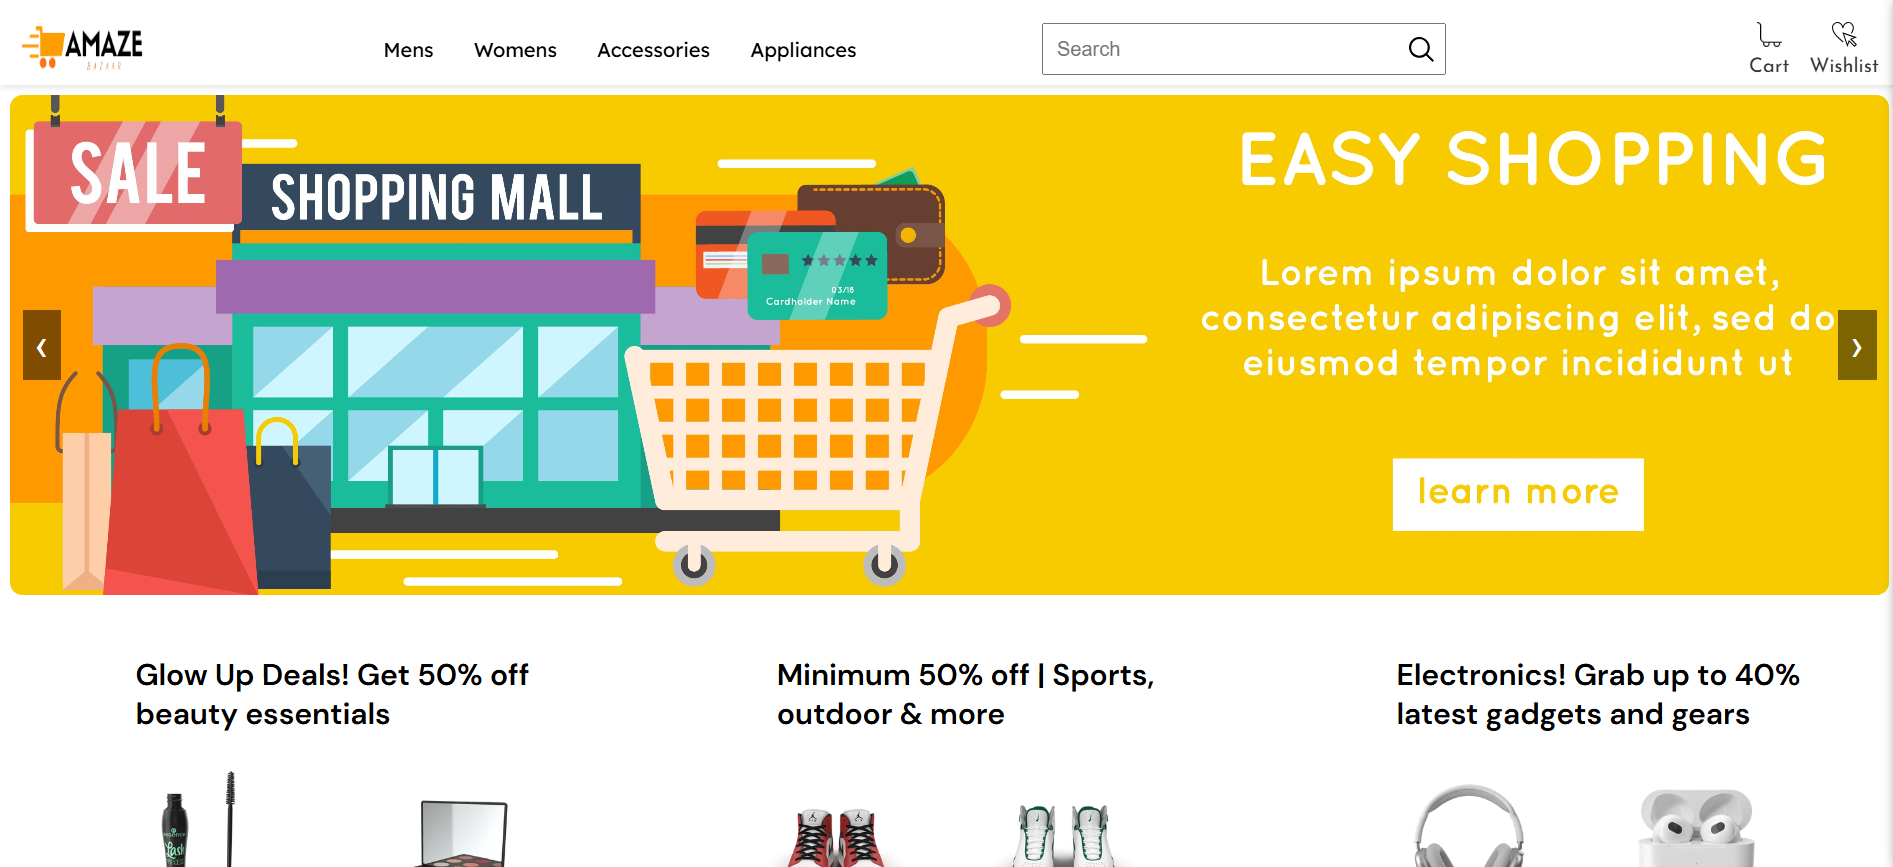 AMAZE
BAZAAR
Mens Womens Accessories Appliances
Search
Cart Wishlist
SALE
SHOPPING MALL
03/18
Cardholder Name
EASY SHOPPING
Lorem ipsum dolor sit amet,
consectetur adipiscing elit, sed do
eiusmod tempor incididunt ut
learn more
Glow Up Deals! Get 50% off
beauty essentials
Minimum 50% off | Sports,
outdoor & more
Electronics! Grab up to 40%
latest gadgets and gears
essence
Lash